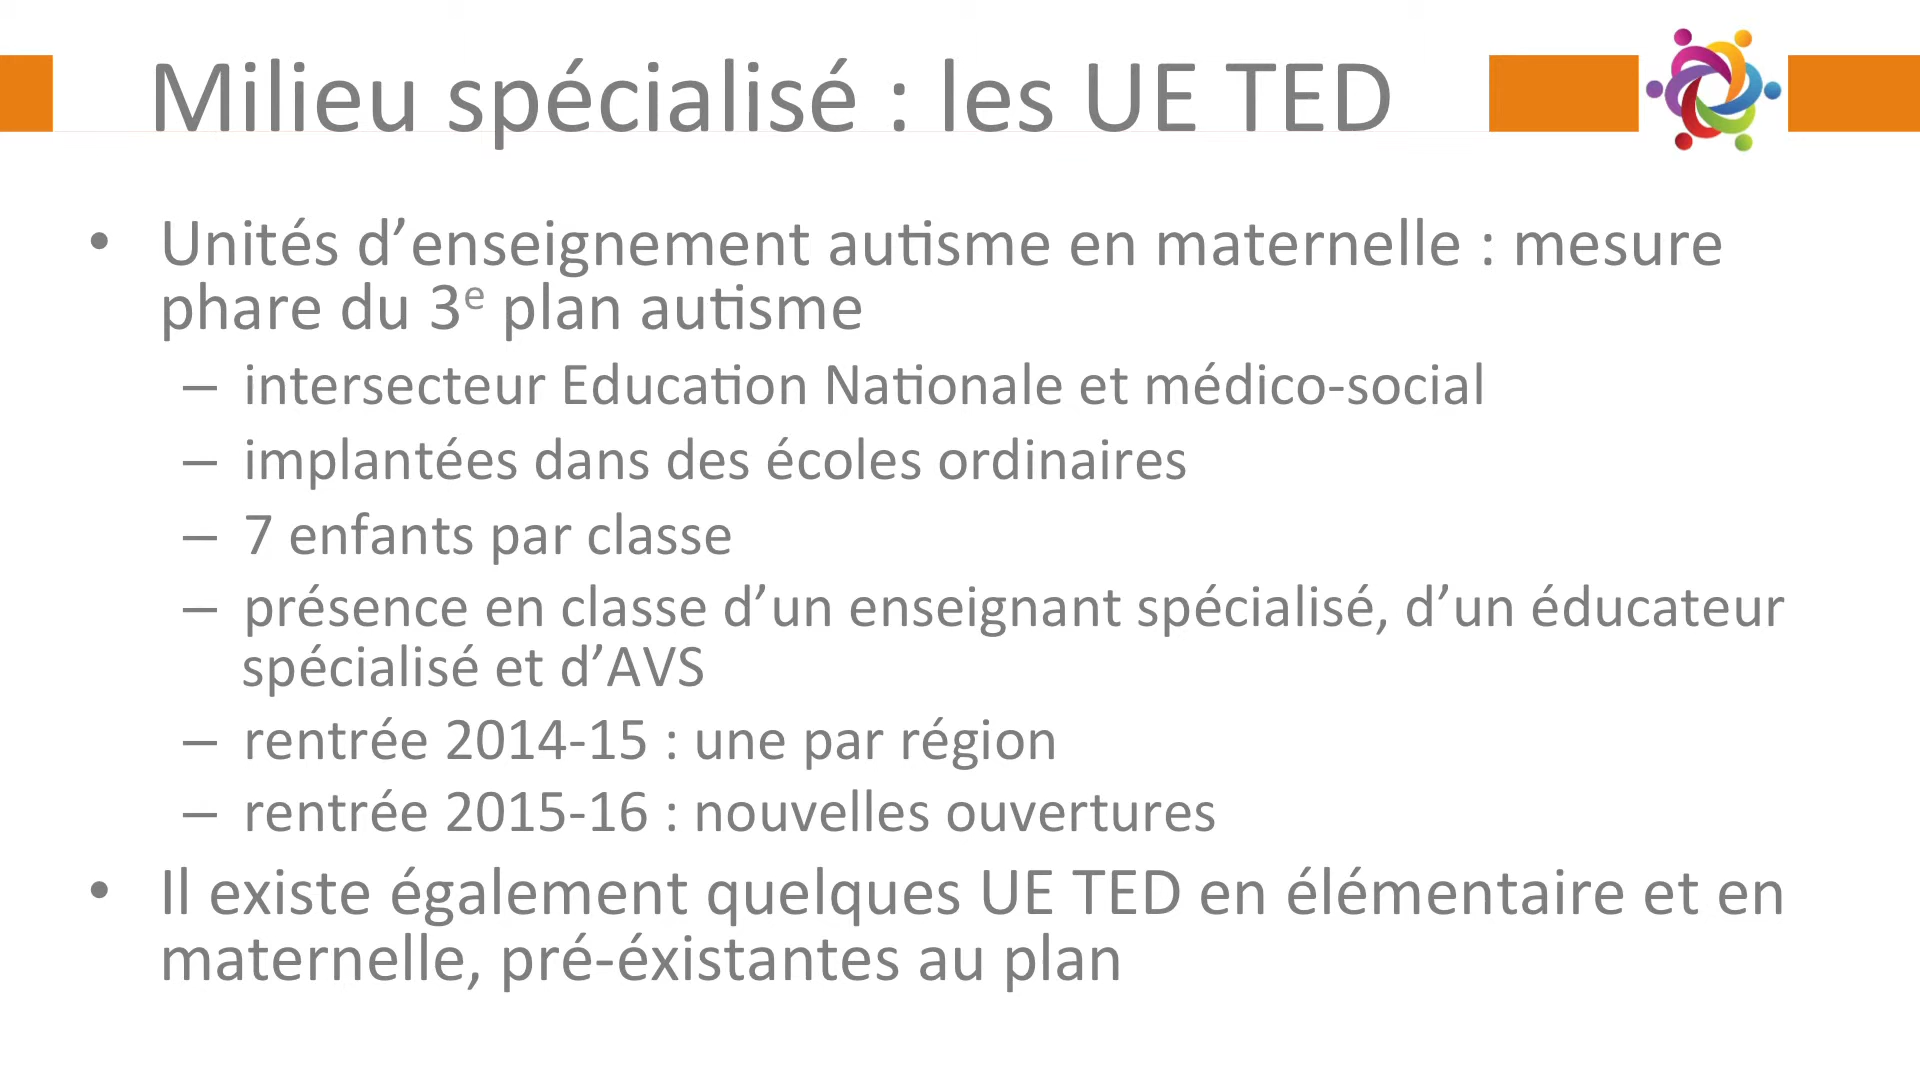 Milieu spécialisé : les UE TED
• Unités d’enseignement autisme en maternelle : mesure
phare du 3e plan autisme
– intersecteur Education Nationale et médico-social
– implantées dans des écoles ordinaires
– 7 enfants par classe
– présence en classe d’un enseignant spécialisé, d’un éducateur
spécialisé et d’AVS
– rentrée 2014-15 : une par région
– rentrée 2015-16 : nouvelles ouvertures
• Il existe également quelques UE TED en élémentaire et en
maternelle, pré-éxistantes au plan